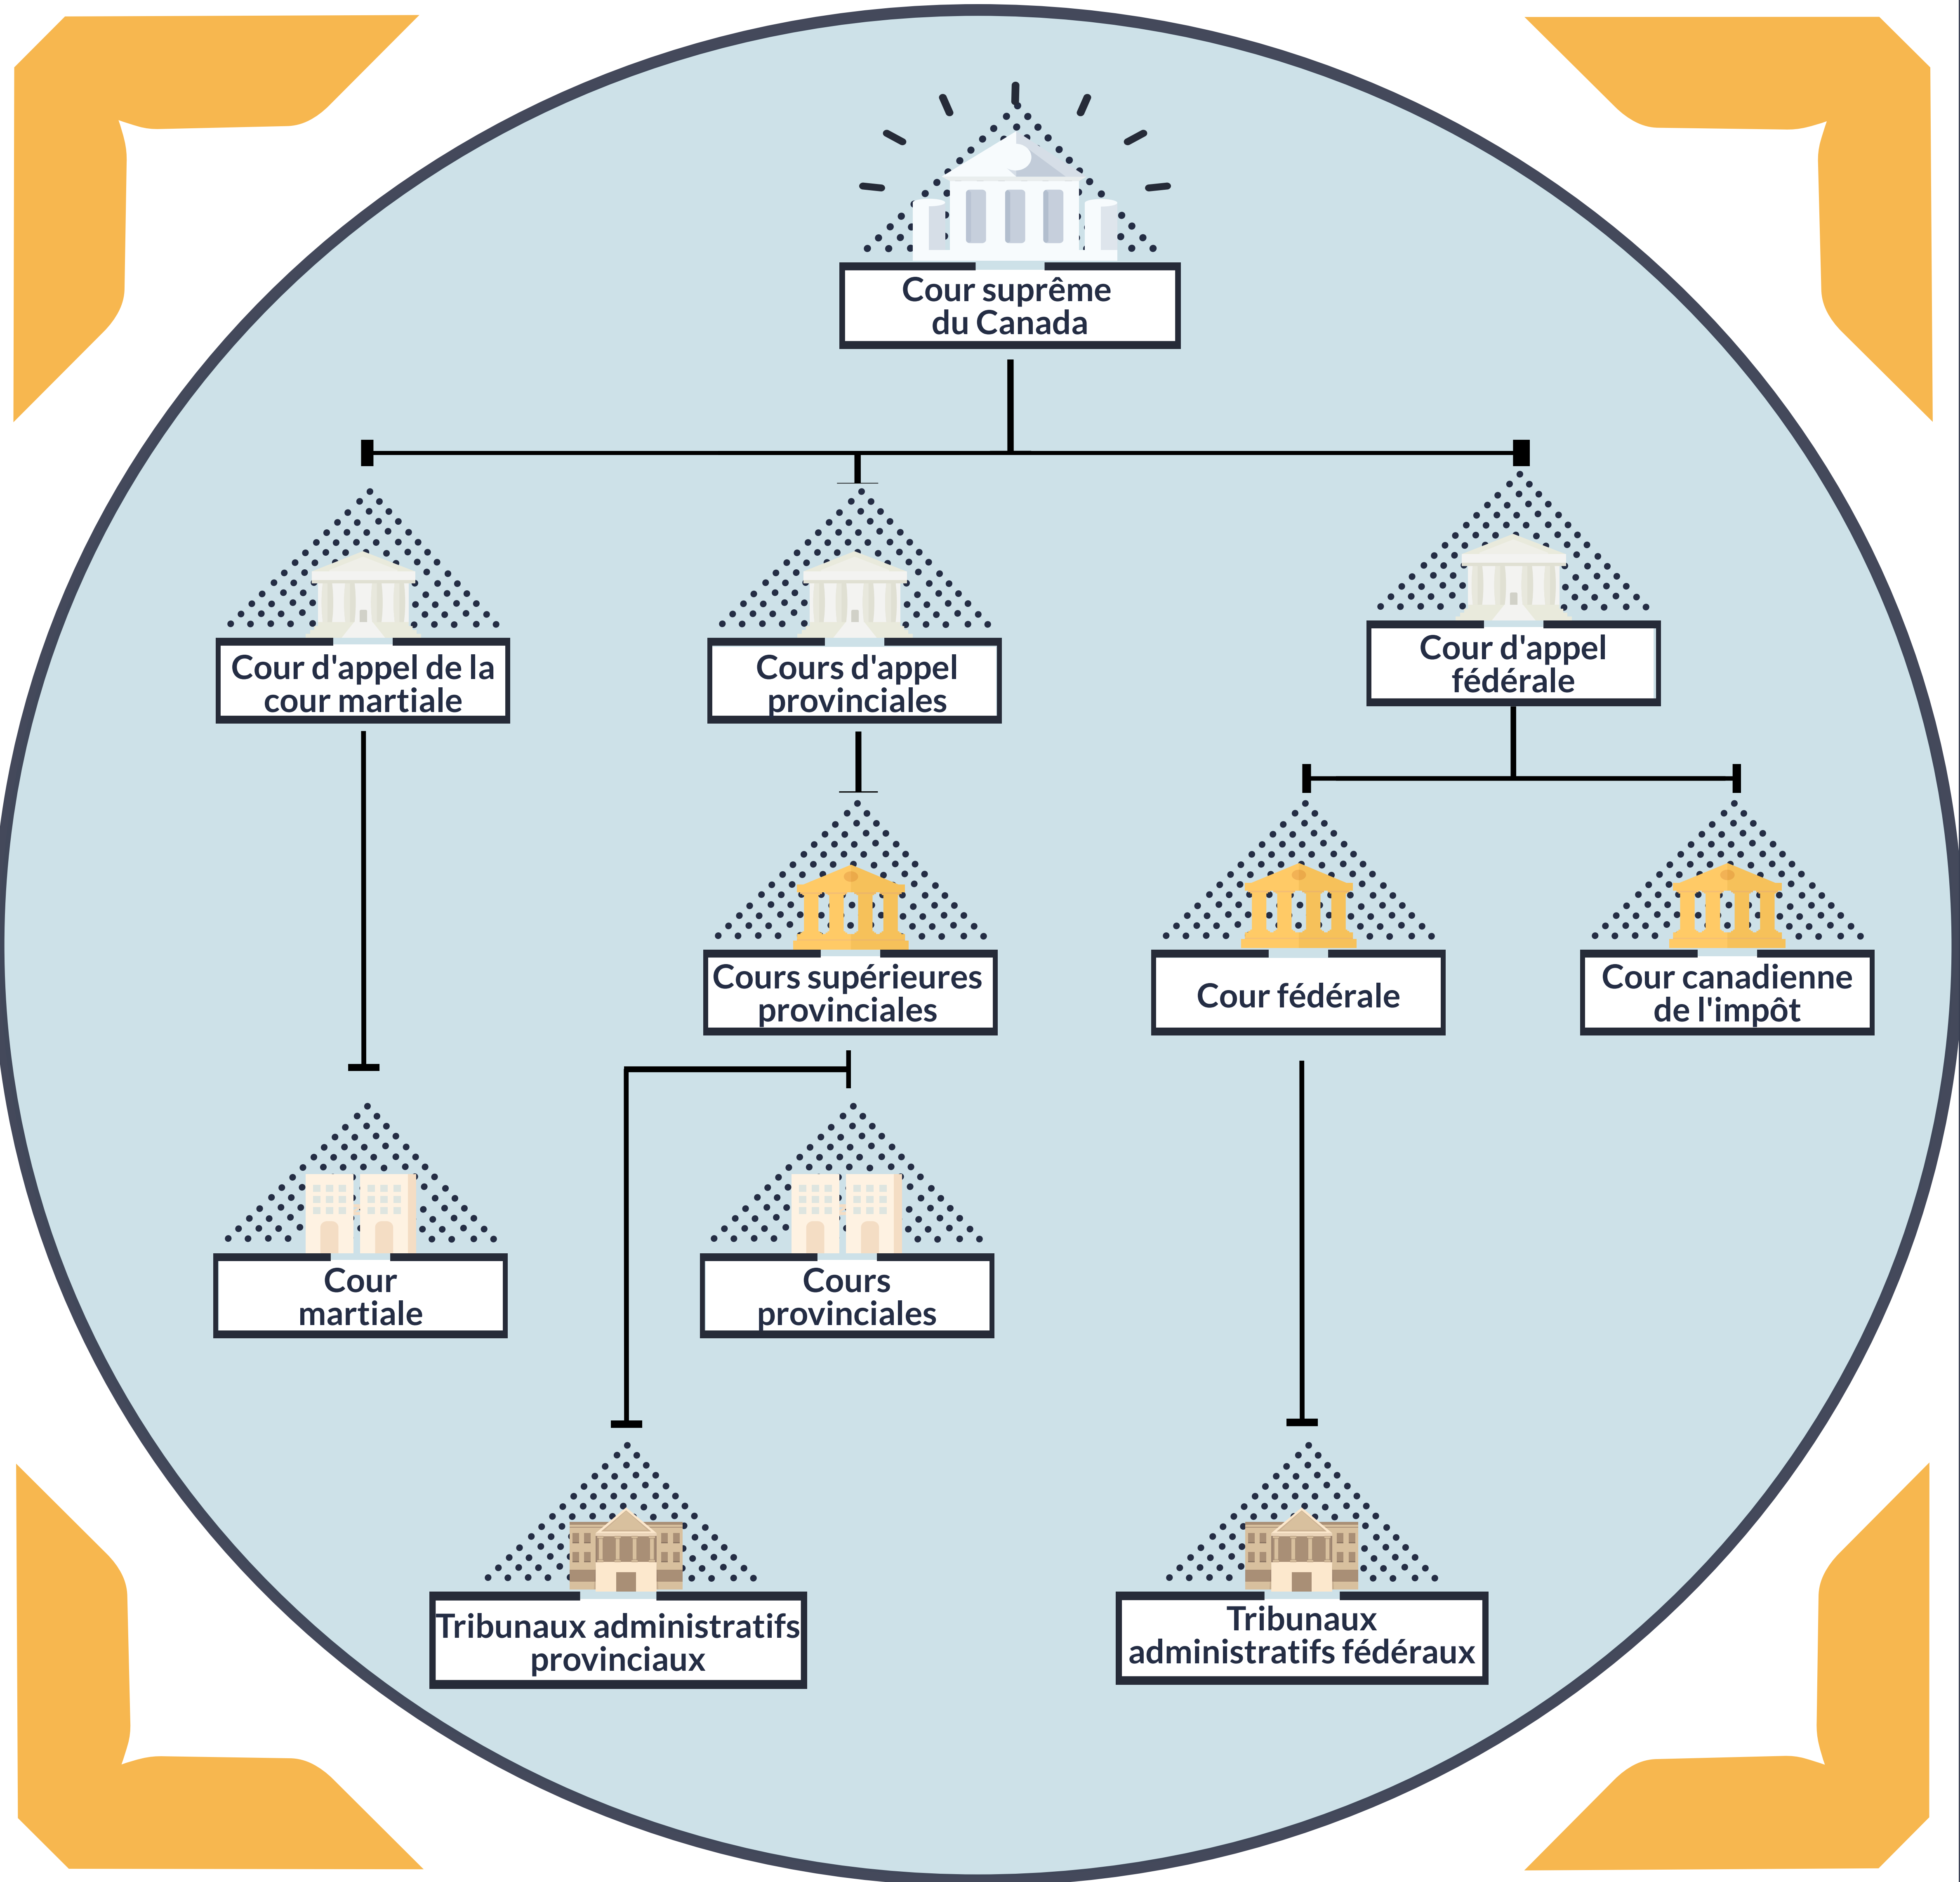 Cour suprême
du Canada
Cour d'appel de la
cour martiale
Cours d'appel
provinciales
Cour d'appel
fédérale
Cours supérieures
provinciales
Cour fédérale
Cour canadienne
de l'impôt
Cour
martiale
Cours
provinciales
Tribunaux administratifs
provinciaux
Tribunaux
administratifs fédéraux